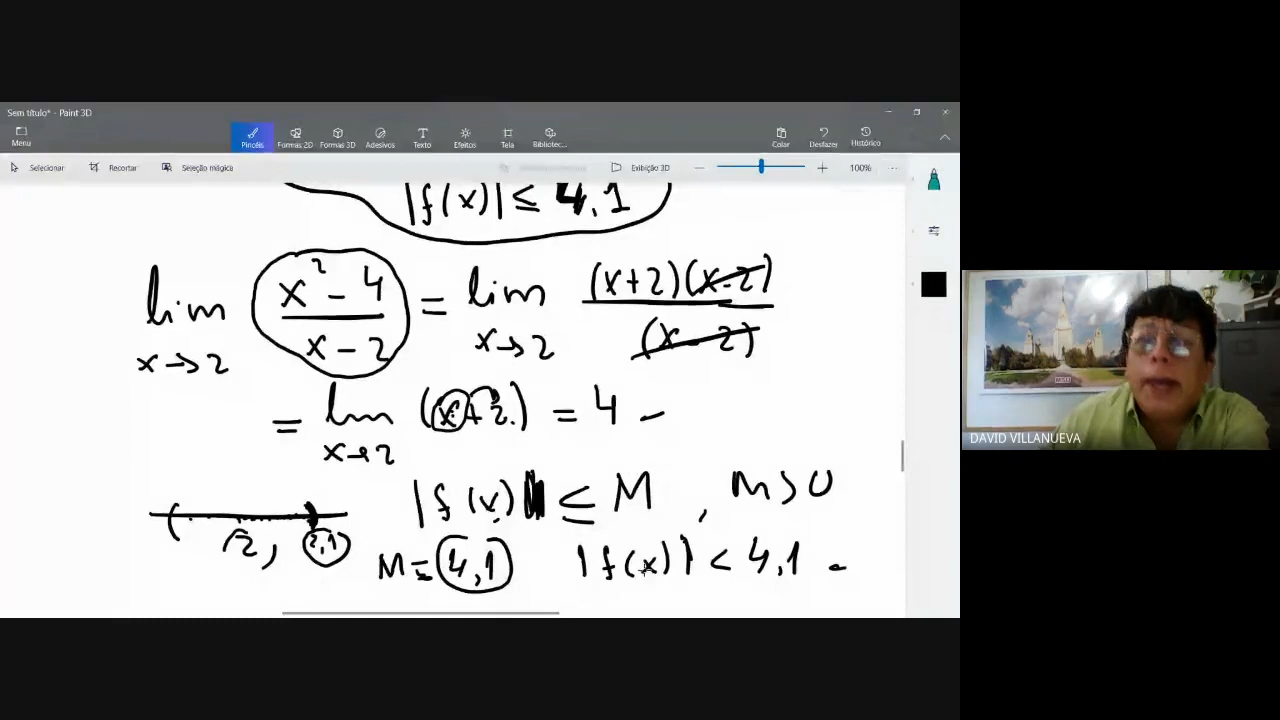 Sem título* - Paint 3D
Menu
Pincéis Formas 2D Formas 3D Adesivos Texto Efeitos Tela Bibliotec... Colar Desfazer Histórico
Selecionar Recortar Seleção mágica Exibição 3D 100%
|f(x)| ≤ 4,1
lim x→2 (x² - 4)/(x - 2) = lim x→2 (x+2)(x-2)/(x-2)
= lim x→2 (x+2) = 4
|f(x)| ≤ M , M > 0
2, 2,1
M = 4,1 |f(x)| < 4,1
DAVID VILLANUEVA